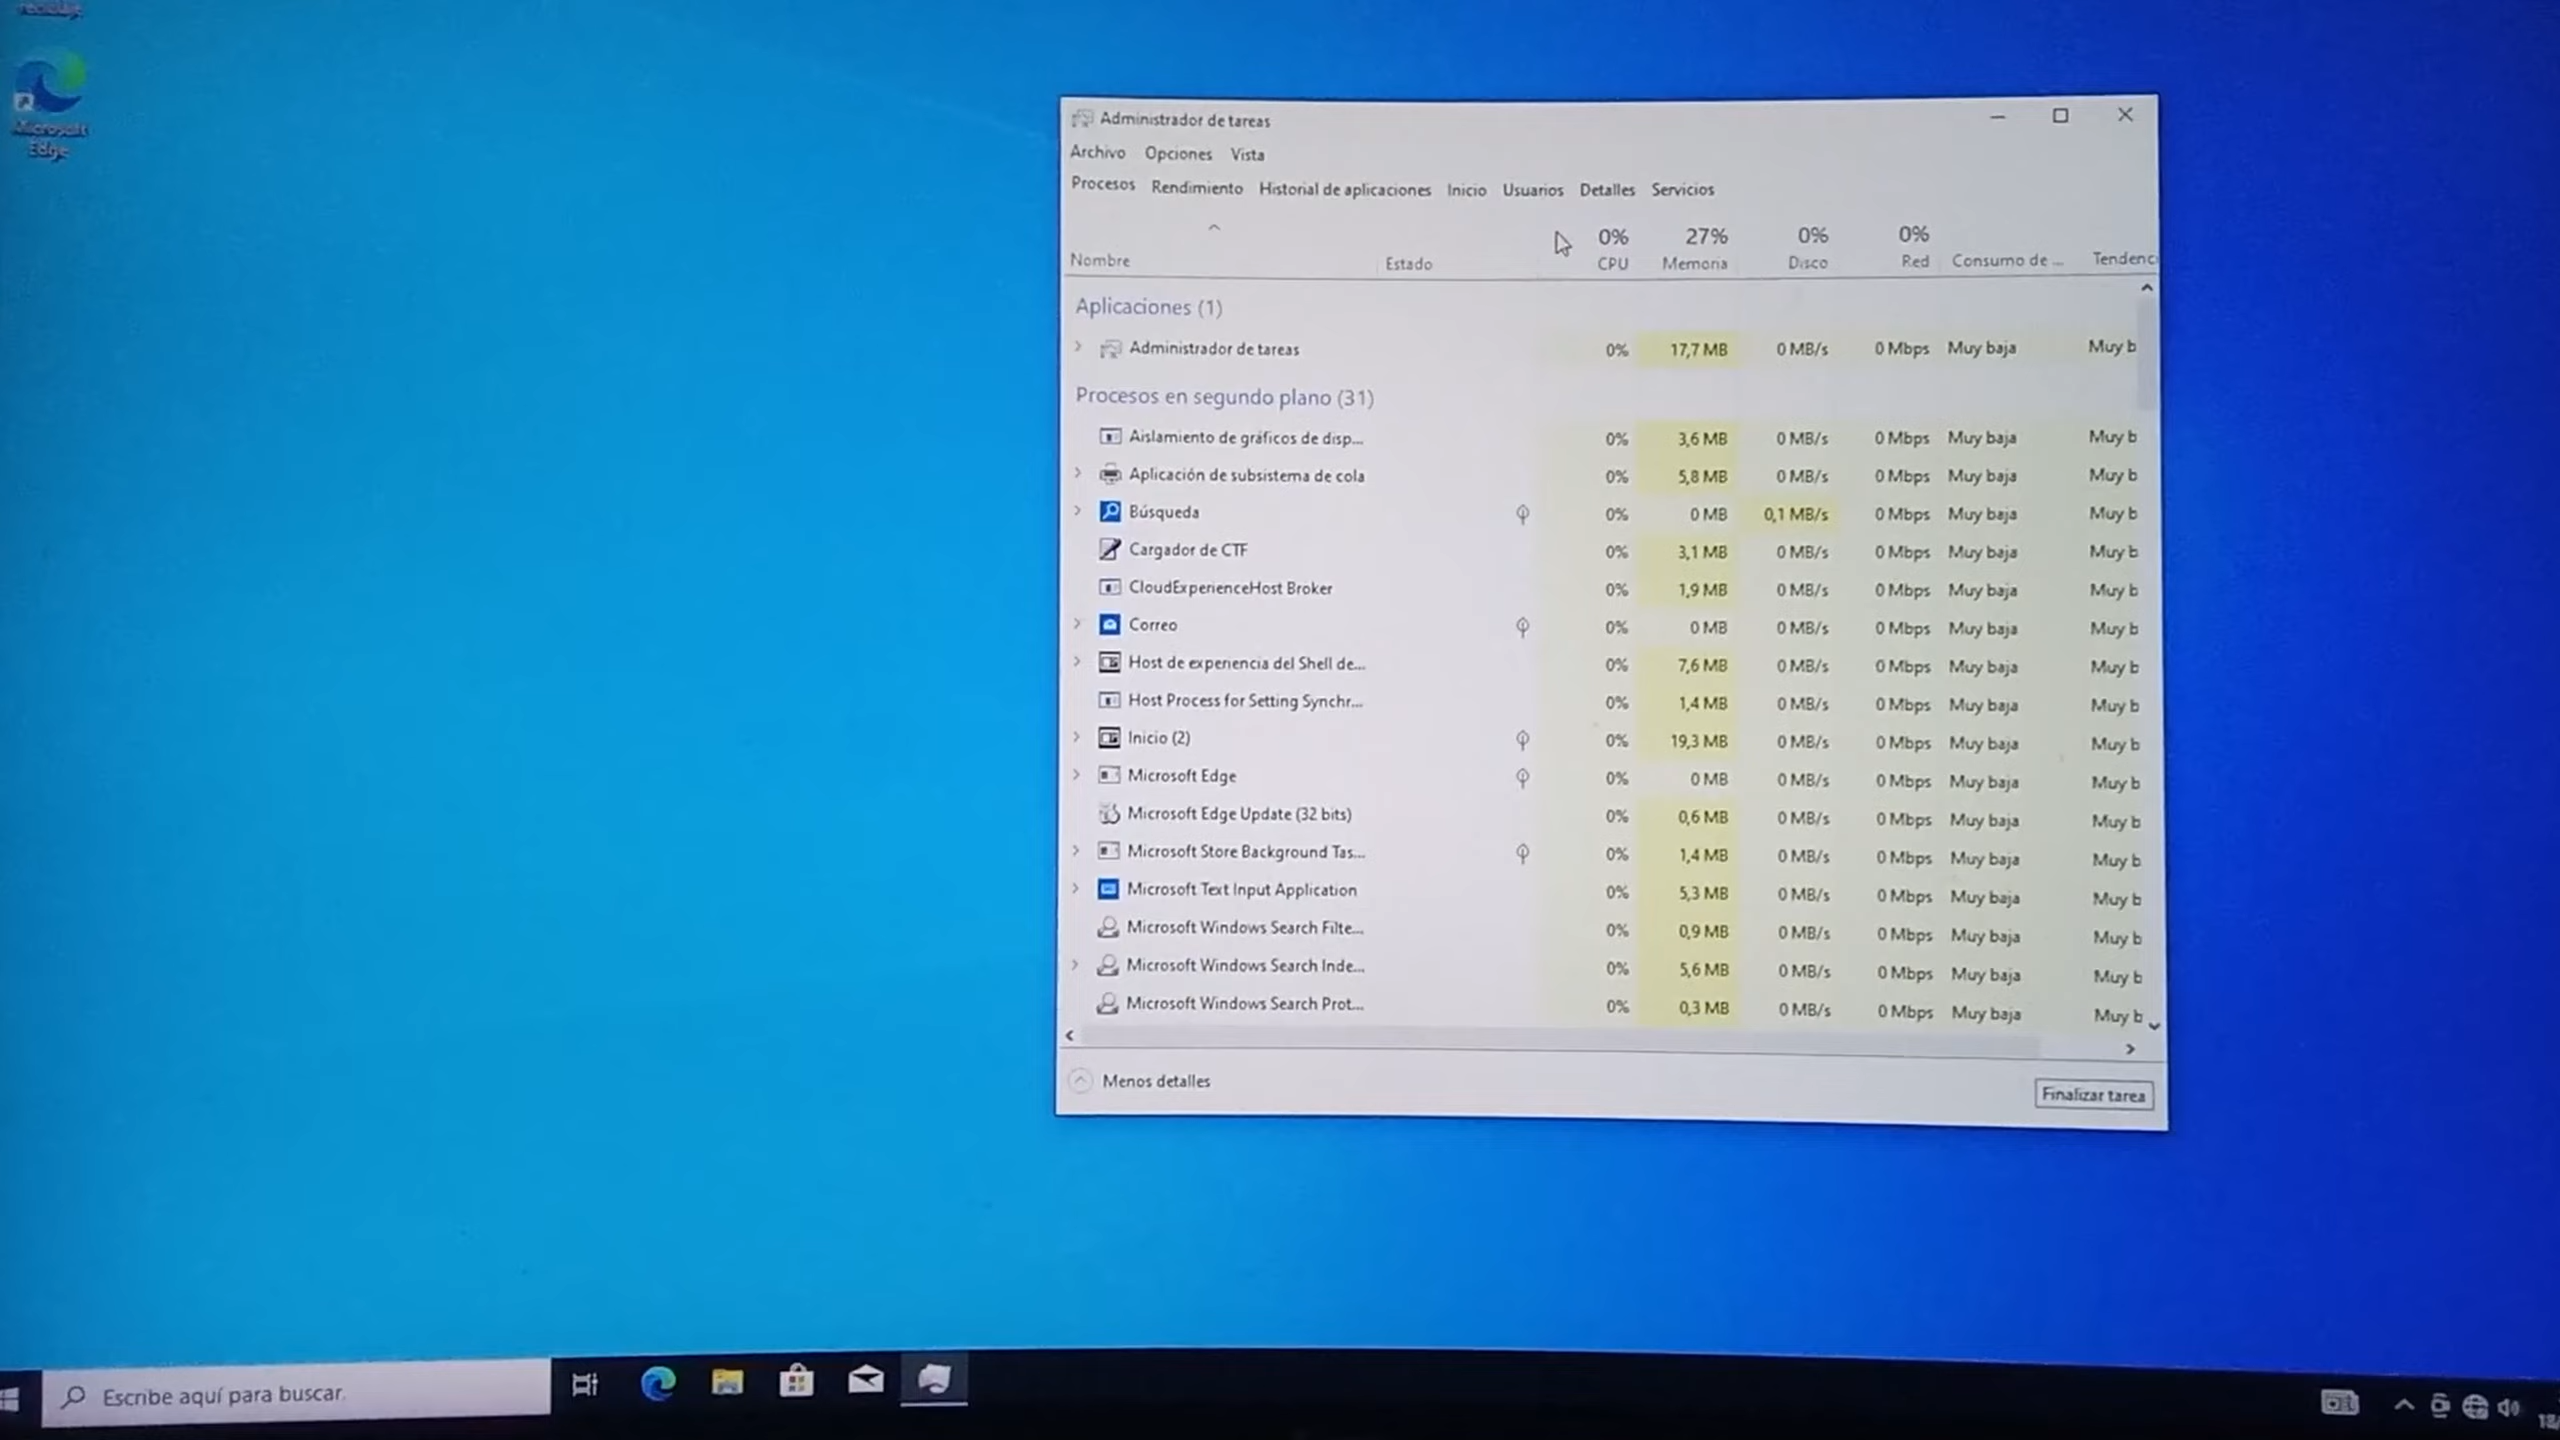 reciclaje
Microsoft
Edge
Administrador de tareas
Archivo Opciones Vista
Procesos Rendimiento Historial de aplicaciones Inicio Usuarios Detalles Servicios
0% 27% 0% 0%
Nombre Estado CPU Memoria Disco Red Consumo de ... Tendenci
Aplicaciones (1)
Administrador de tareas 0% 17,7 MB 0 MB/s 0 Mbps Muy baja Muy b
Procesos en segundo plano (31)
Aislamiento de gráficos de disp... 0% 3,6 MB 0 MB/s 0 Mbps Muy baja Muy b
Aplicación de subsistema de cola 0% 5,8 MB 0 MB/s 0 Mbps Muy baja Muy b
Búsqueda 0% 0 MB 0,1 MB/s 0 Mbps Muy baja Muy b
Cargador de CTF 0% 3,1 MB 0 MB/s 0 Mbps Muy baja Muy b
CloudExperienceHost Broker 0% 1,9 MB 0 MB/s 0 Mbps Muy baja Muy b
Correo 0% 0 MB 0 MB/s 0 Mbps Muy baja Muy b
Host de experiencia del Shell de... 0% 7,6 MB 0 MB/s 0 Mbps Muy baja Muy b
Host Process for Setting Synchr... 0% 1,4 MB 0 MB/s 0 Mbps Muy baja Muy b
Inicio (2) 0% 19,3 MB 0 MB/s 0 Mbps Muy baja Muy b
Microsoft Edge 0% 0 MB 0 MB/s 0 Mbps Muy baja Muy b
Microsoft Edge Update (32 bits) 0% 0,6 MB 0 MB/s 0 Mbps Muy baja Muy b
Microsoft Store Background Tas... 0% 1,4 MB 0 MB/s 0 Mbps Muy baja Muy b
Microsoft Text Input Application 0% 5,3 MB 0 MB/s 0 Mbps Muy baja Muy b
Microsoft Windows Search Filte... 0% 0,9 MB 0 MB/s 0 Mbps Muy baja Muy b
Microsoft Windows Search Inde... 0% 5,6 MB 0 MB/s 0 Mbps Muy baja Muy b
Microsoft Windows Search Prot... 0% 0,3 MB 0 MB/s 0 Mbps Muy baja Muy b
Menos detalles
Finalizar tarea
Escribe aquí para buscar.
18/